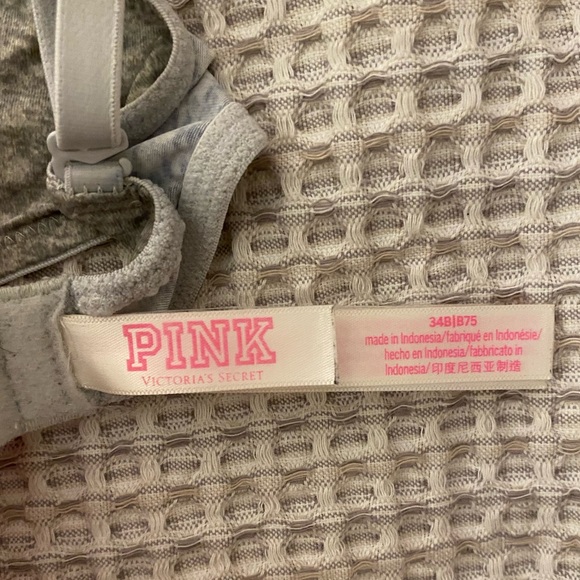 PINK
VICTORIA'S SECRET
34B|B75
made in Indonesia/fabriqué en Indonésie/
hecho en Indonesia/fabbricato in
Indonesia/印度尼西亚制造